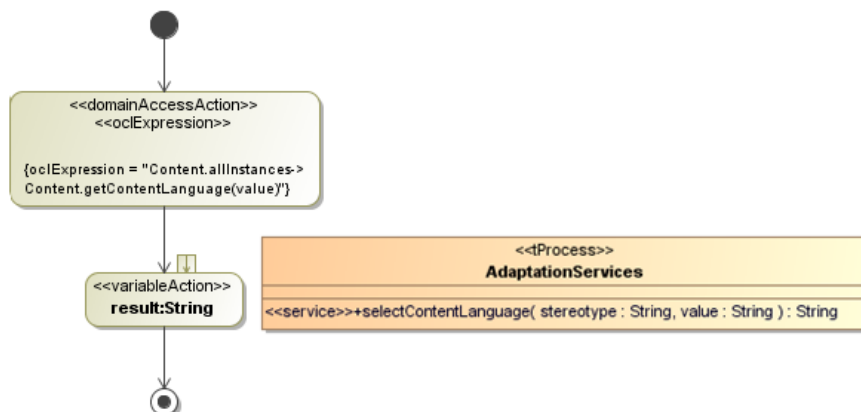 <<domainAccessAction>>
<<oclExpression>>
{oclExpression = "Content.allInstances->
Content.getContentLanguage(value)"}
<<variableAction>>
result:String
<<tProcess>>
AdaptationServices
<<service>>+selectContentLanguage( stereotype : String, value : String ) : String